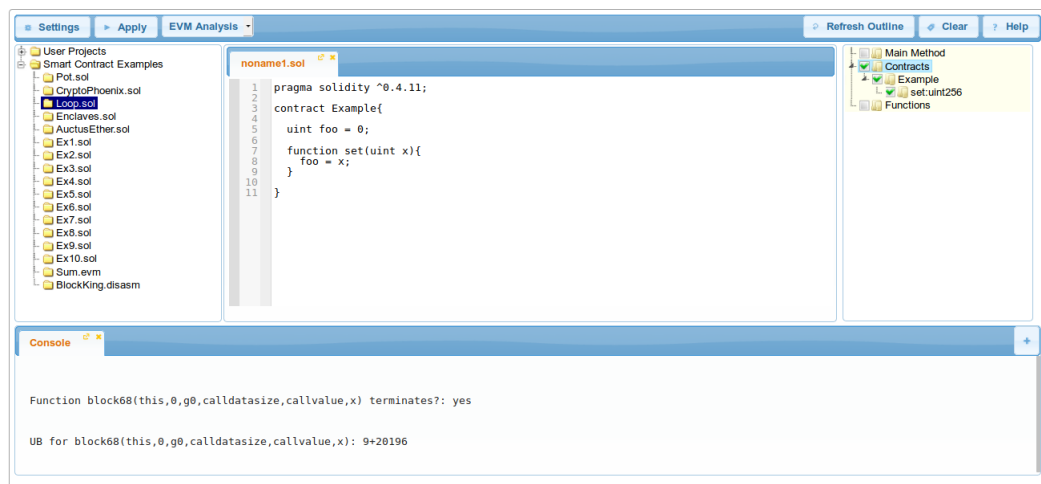 Settings
Apply
EVM Analysis
Refresh Outline
Clear
? Help
User Projects
Smart Contract Examples
Pot.sol
CryptoPhoenix.sol
Loop.sol
Enclaves.sol
AuctusEther.sol
Ex1.sol
Ex2.sol
Ex3.sol
Ex4.sol
Ex5.sol
Ex6.sol
Ex7.sol
Ex8.sol
Ex9.sol
Ex10.sol
Sum.evm
BlockKing.disasm
noname1.sol
1 pragma solidity ^0.4.11;
2
3 contract Example{
4
5 uint foo = 0;
6
7 function set(uint x){
8 foo = x;
9 }
10
11 }
Main Method
Contracts
Example
set:uint256
Functions
Console
+
Function block68(this,0,g0,calldatasize,callvalue,x) terminates?: yes
UB for block68(this,0,g0,calldatasize,callvalue,x): 9+20196